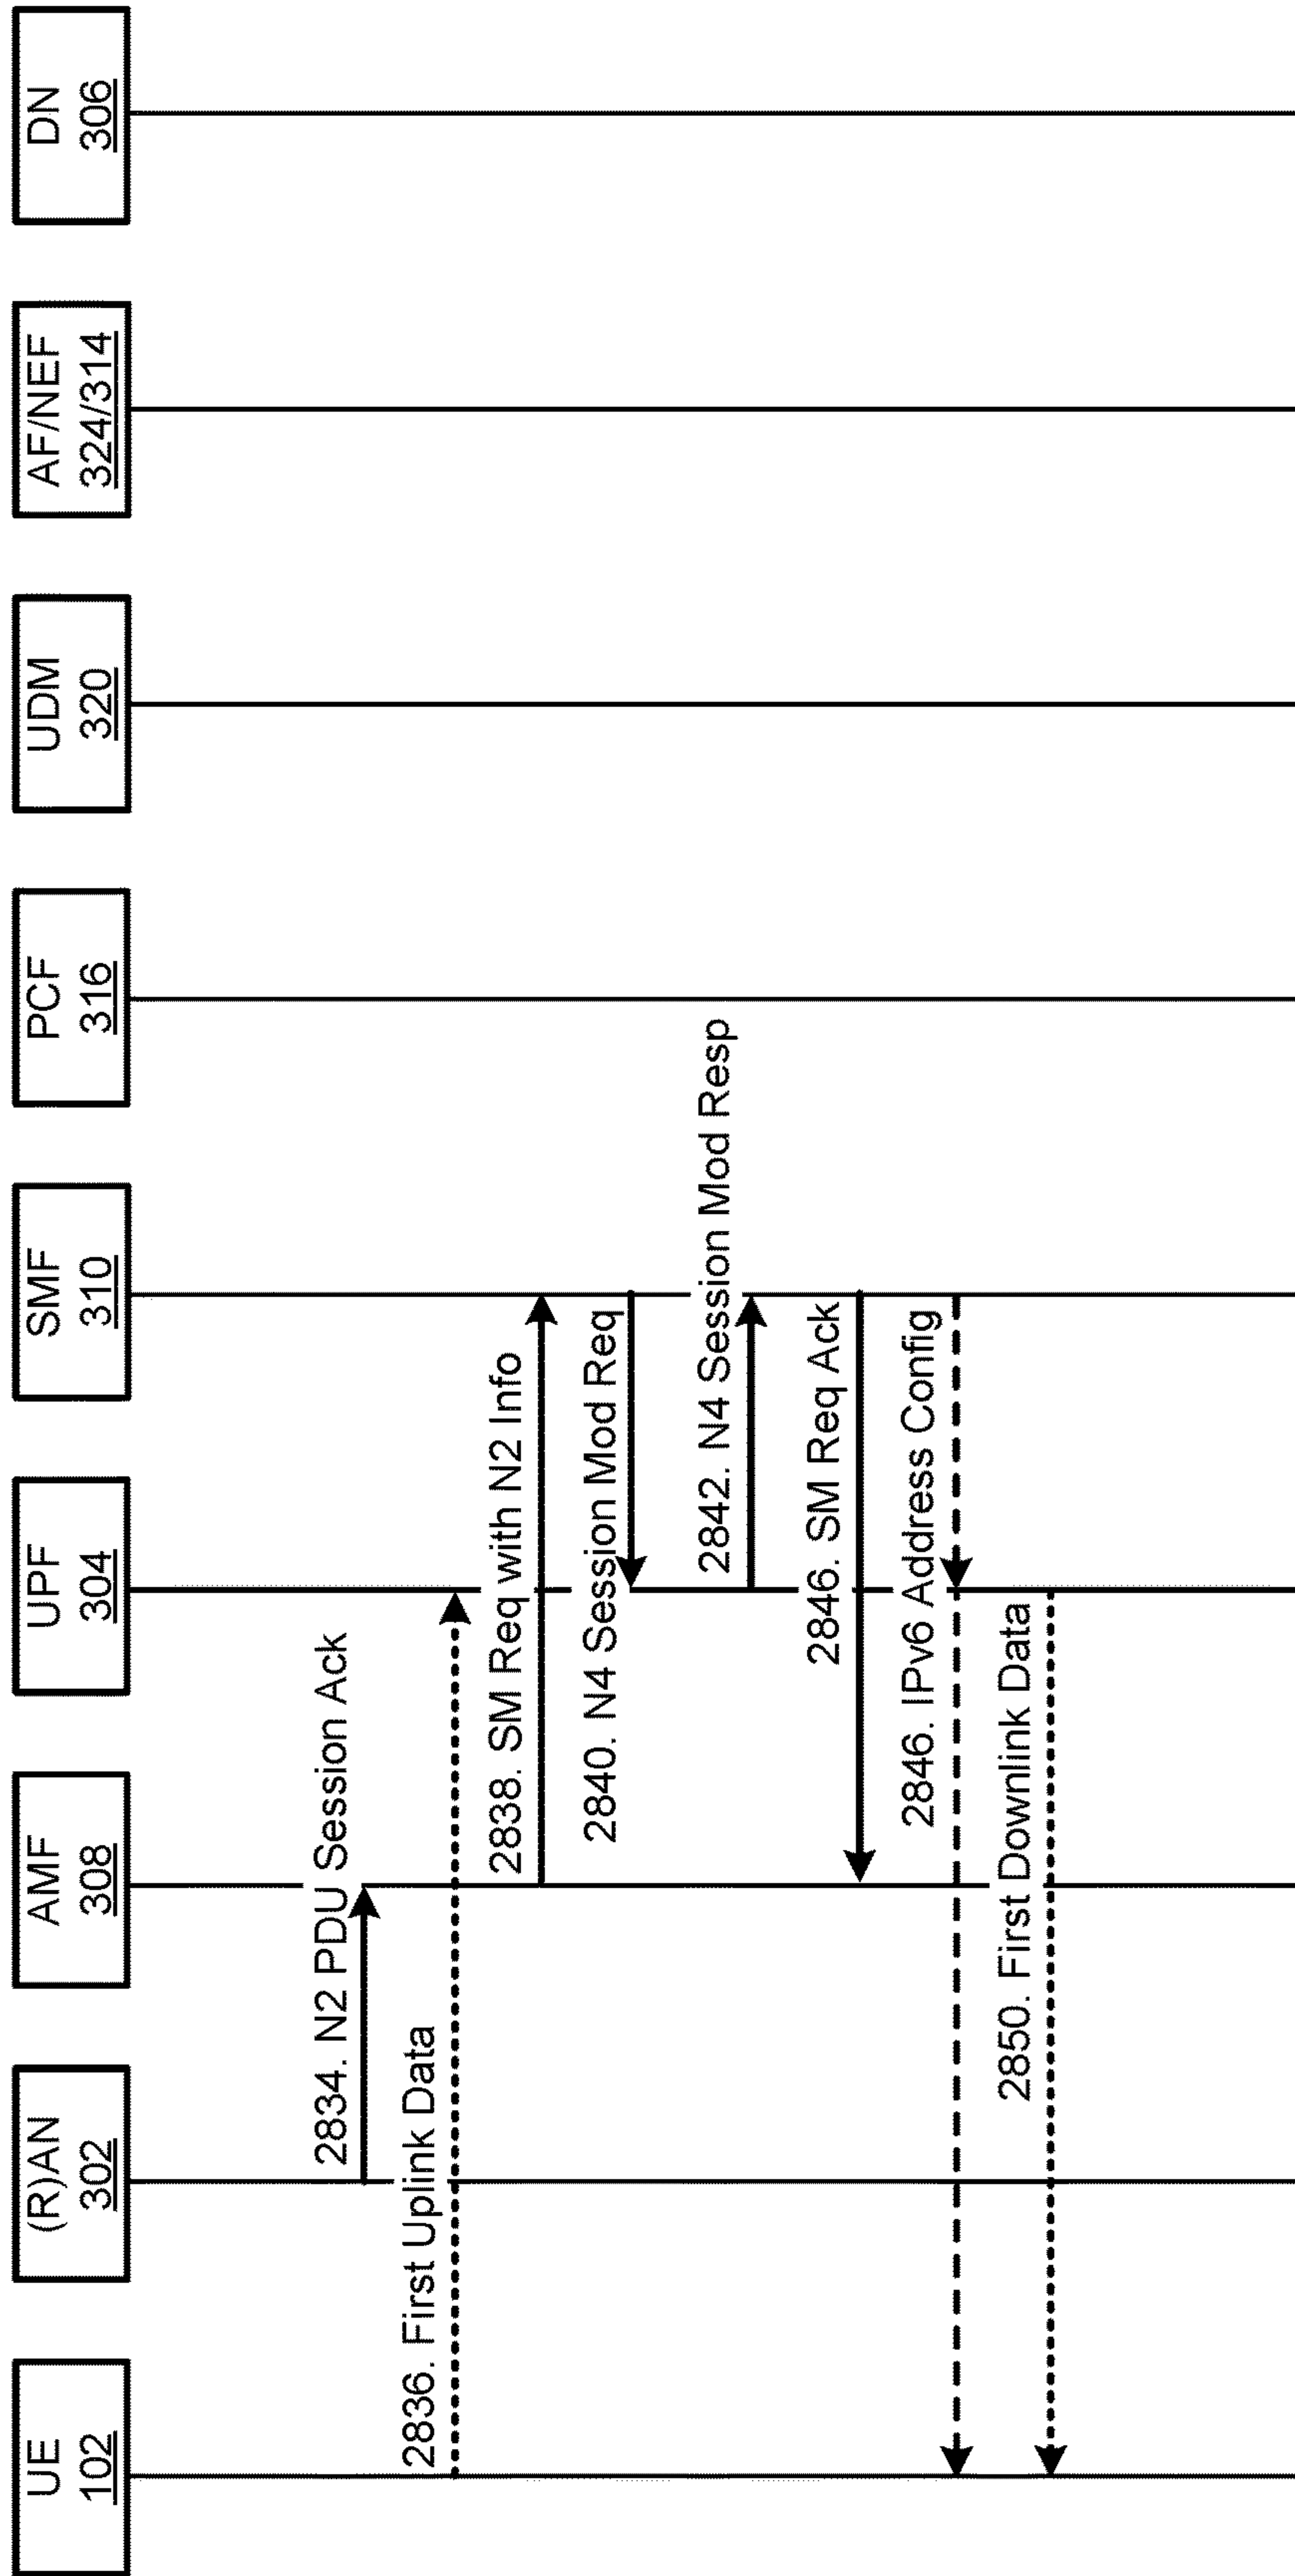 UE
102
(R)AN
302
AMF
308
UPF
304
SMF
310
PCF
316
UDM
320
AF/NEF
324/314
DN
306
2834. N2 PDU Session Ack
2836. First Uplink Data
2838. SM Req with N2 Info
2840. N4 Session Mod Req
2842. N4 Session Mod Resp
2846. SM Req Ack
2846. IPv6 Address Config
2850. First Downlink Data